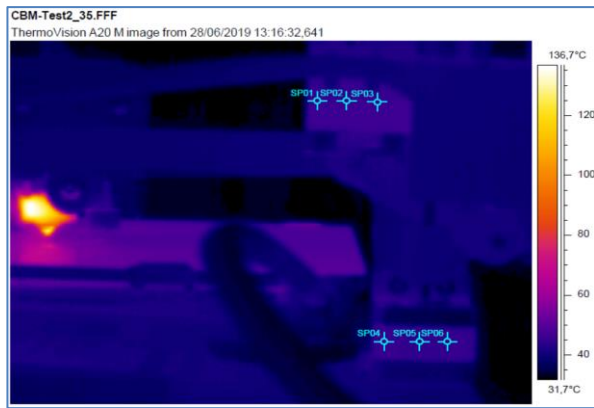 CBM-Test2_35.FFF
ThermoVision A20 M image from 28/06/2019 13:16:32,641
136,7°C
SP01 SP02 SP03
120
100
80
60
SP04 SP05 SP06
40
31,7°C